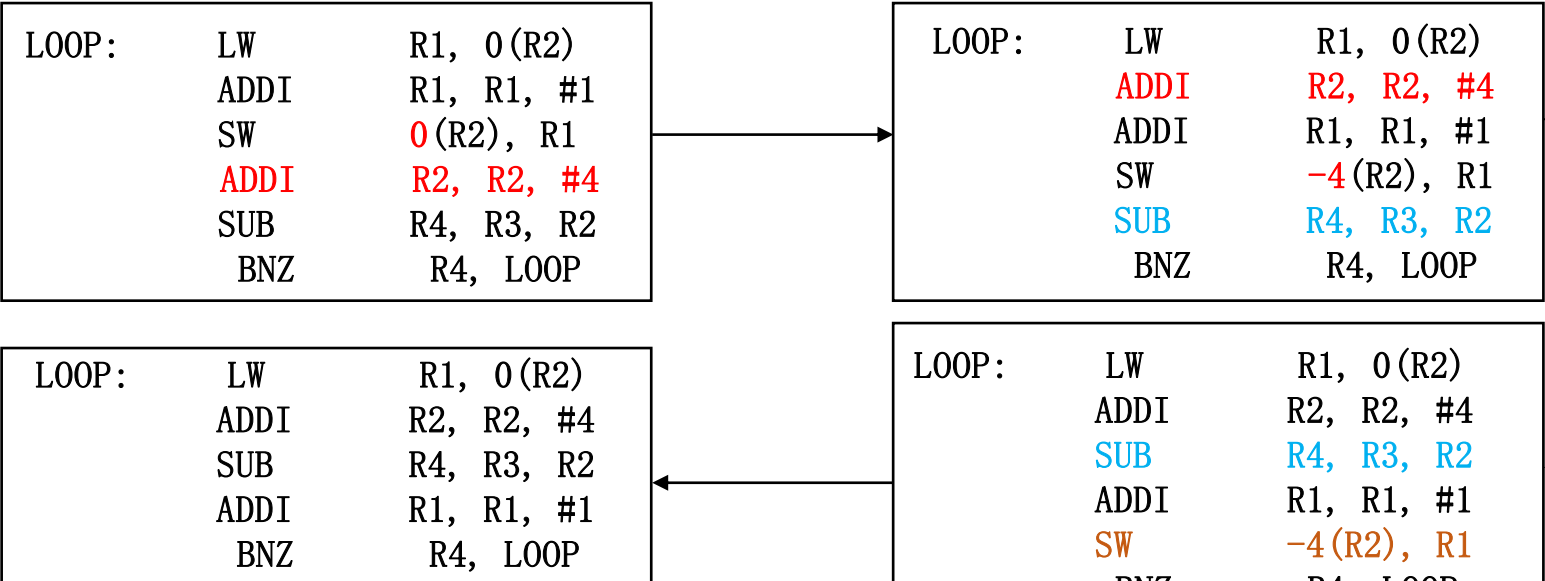 LOOP: LW R1, 0(R2)
ADDI R1, R1, #1
SW 0(R2), R1
ADDI R2, R2, #4
SUB R4, R3, R2
BNZ R4, LOOP
LOOP: LW R1, 0(R2)
ADDI R2, R2, #4
ADDI R1, R1, #1
SW -4(R2), R1
SUB R4, R3, R2
BNZ R4, LOOP
LOOP: LW R1, 0(R2)
ADDI R2, R2, #4
SUB R4, R3, R2
ADDI R1, R1, #1
BNZ R4, LOOP
LOOP: LW R1, 0(R2)
ADDI R2, R2, #4
SUB R4, R3, R2
ADDI R1, R1, #1
SW -4(R2), R1